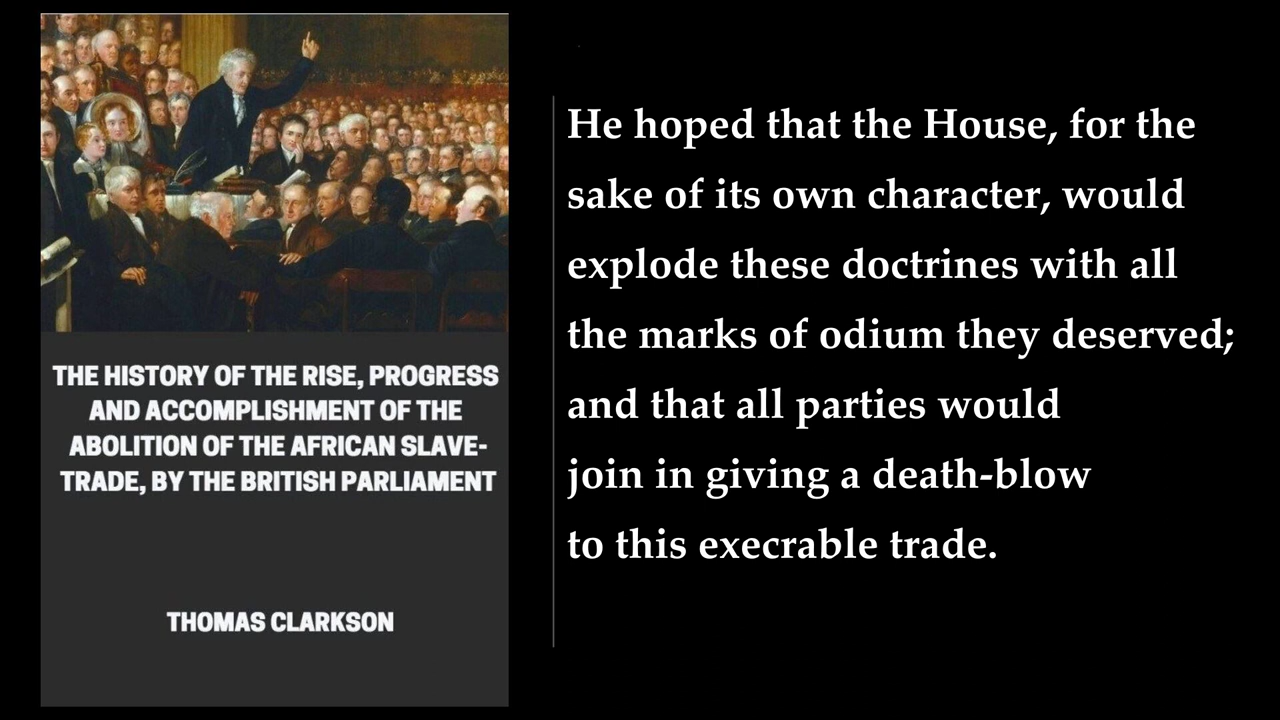 THE HISTORY OF THE RISE, PROGRESS
AND ACCOMPLISHMENT OF THE
ABOLITION OF THE AFRICAN SLAVE-
TRADE, BY THE BRITISH PARLIAMENT
THOMAS CLARKSON
He hoped that the House, for the
sake of its own character, would
explode these doctrines with all
the marks of odium they deserved;
and that all parties would
join in giving a death-blow
to this execrable trade.